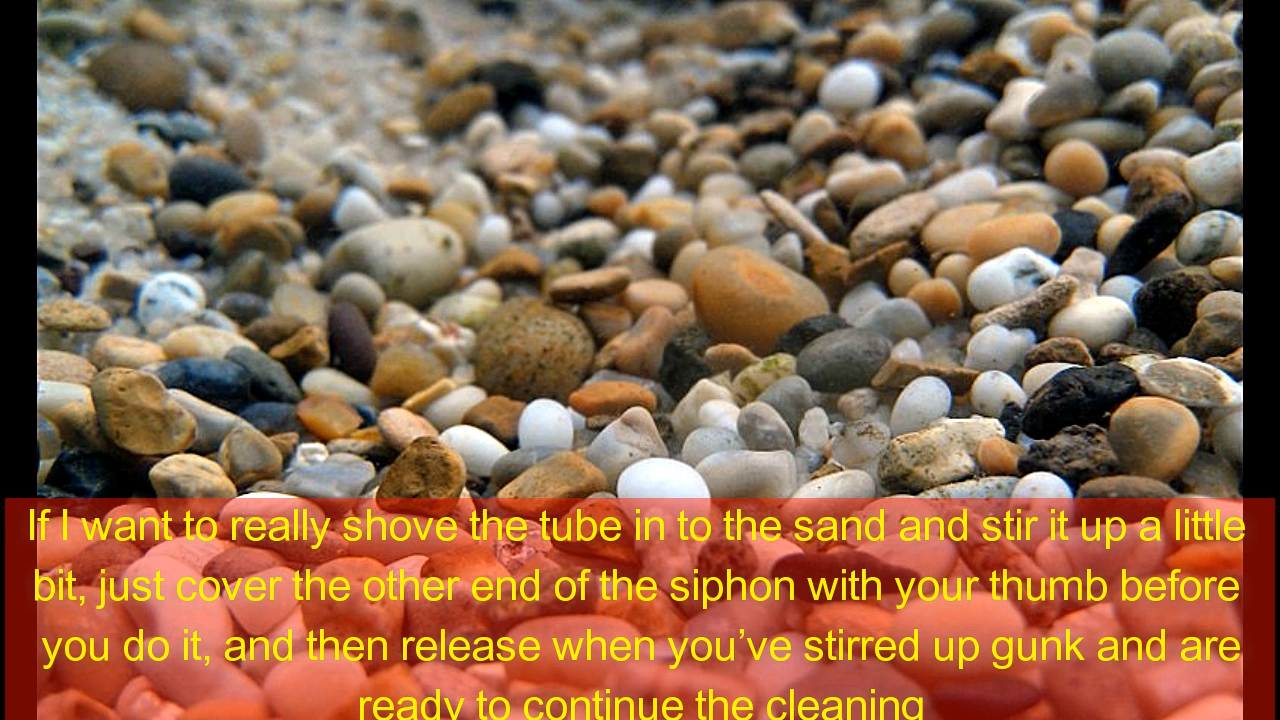 If I want to really shove the tube in to the sand and stir it up a little
bit, just cover the other end of the siphon with your thumb before
you do it, and then release when you’ve stirred up gunk and are
ready to continue the cleaning